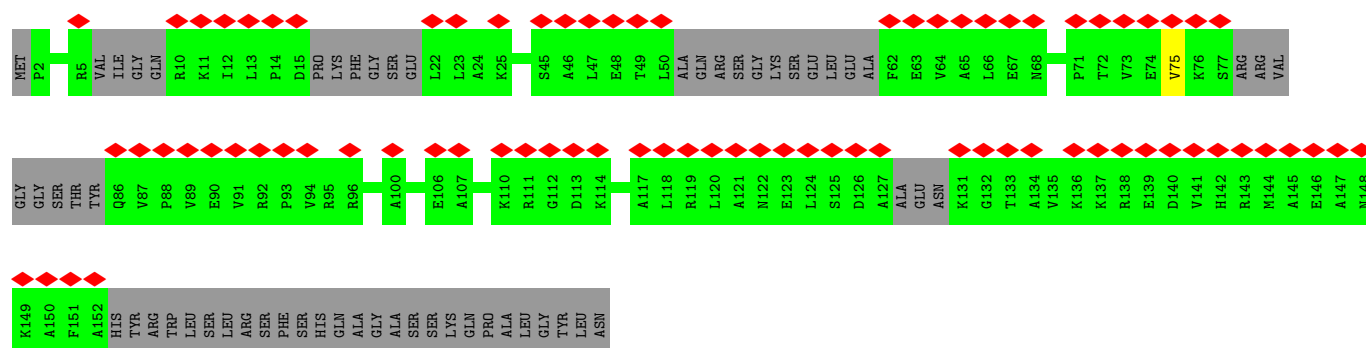 MET P2 R5 VAL ILE GLY GLN R10 K11 I12 L13 P14 D15 PRO LYS PHE GLY SER GLU L22 L23 A24 K25 S45 A46 L47 E48 T49 L50 ALA GLN ARG SER GLY LYS SER GLU LEU GLU ALA F62 E63 V64 A65 L66 E67 N68 P71 T72 V73 E74 V75 K76 S77 ARG ARG VAL
GLY GLY SER THR TYR Q86 V87 P88 V89 E90 V91 R92 P93 V94 R95 R96 A100 E106 A107 K110 R111 G112 D113 K114 A117 L118 R119 L120 A121 N122 E123 L124 S125 D126 A127 ALA GLU ASN K131 G132 T133 A134 V135 K136 K137 R138 E139 D140 V141 H142 R143 M144 A145 E146 A147 N148
K149 A150 F151 A152 HIS TYR ARG TRP LEU SER LEU ARG SER PHE SER HIS GLN ALA GLY ALA SER SER LYS GLN PRO ALA LEU GLY TYR LEU ASN